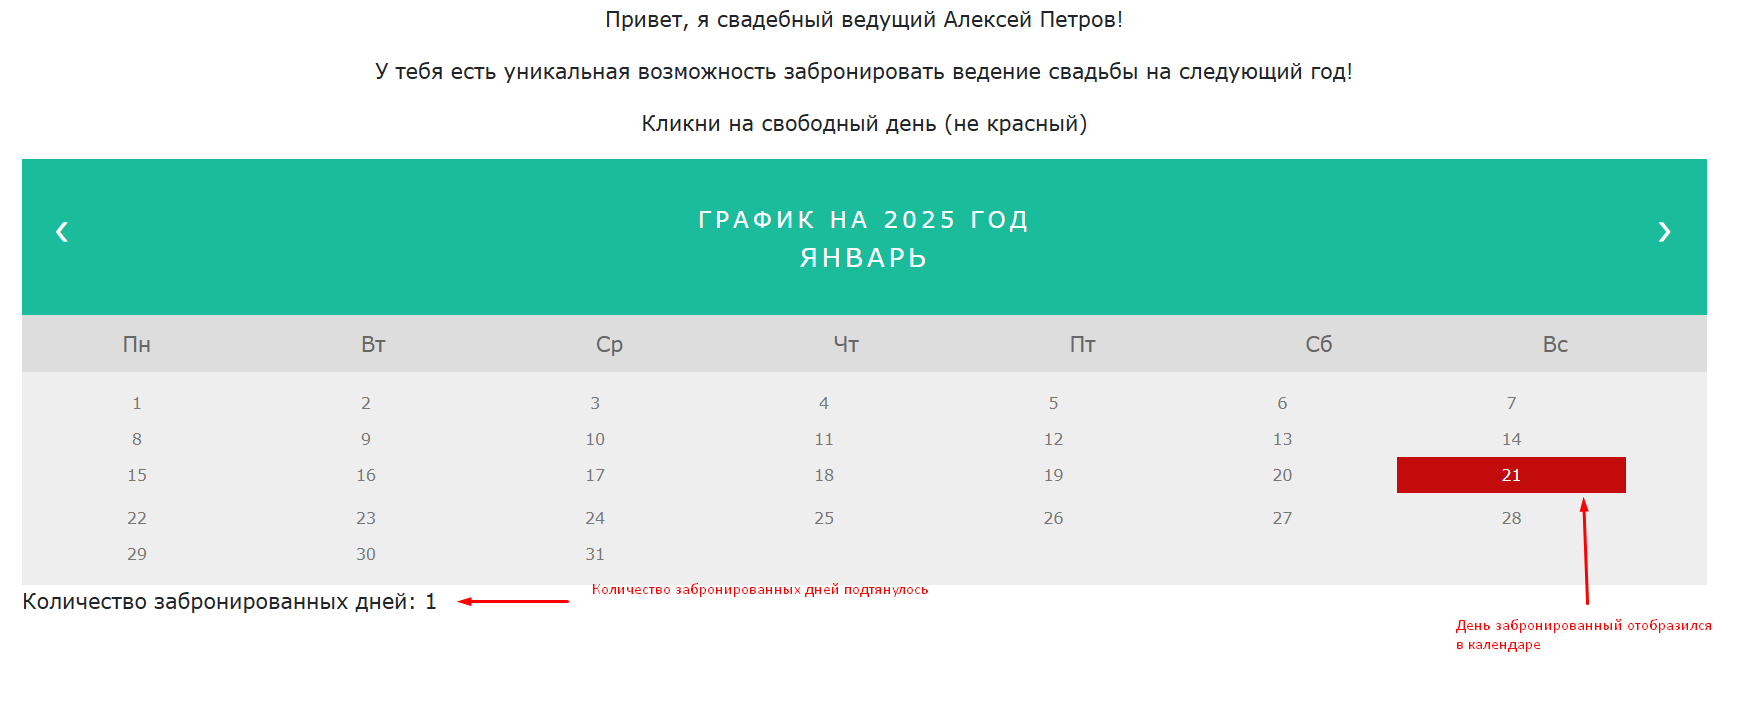 Привет, я свадебный ведущий Алексей Петров!
У тебя есть уникальная возможность забронировать ведение свадьбы на следующий год!
Кликни на свободный день (не красный)
❮ ❯
ГРАФИК НА 2025 ГОД
ЯНВАРЬ
Пн Вт Ср Чт Пт Сб Вс
1 2 3 4 5 6 7
8 9 10 11 12 13 14
15 16 17 18 19 20 21
22 23 24 25 26 27 28
29 30 31
Количество забронированных дней: 1
Количество забронированных дней подтянулось
День забронированный отобразился
в календаре